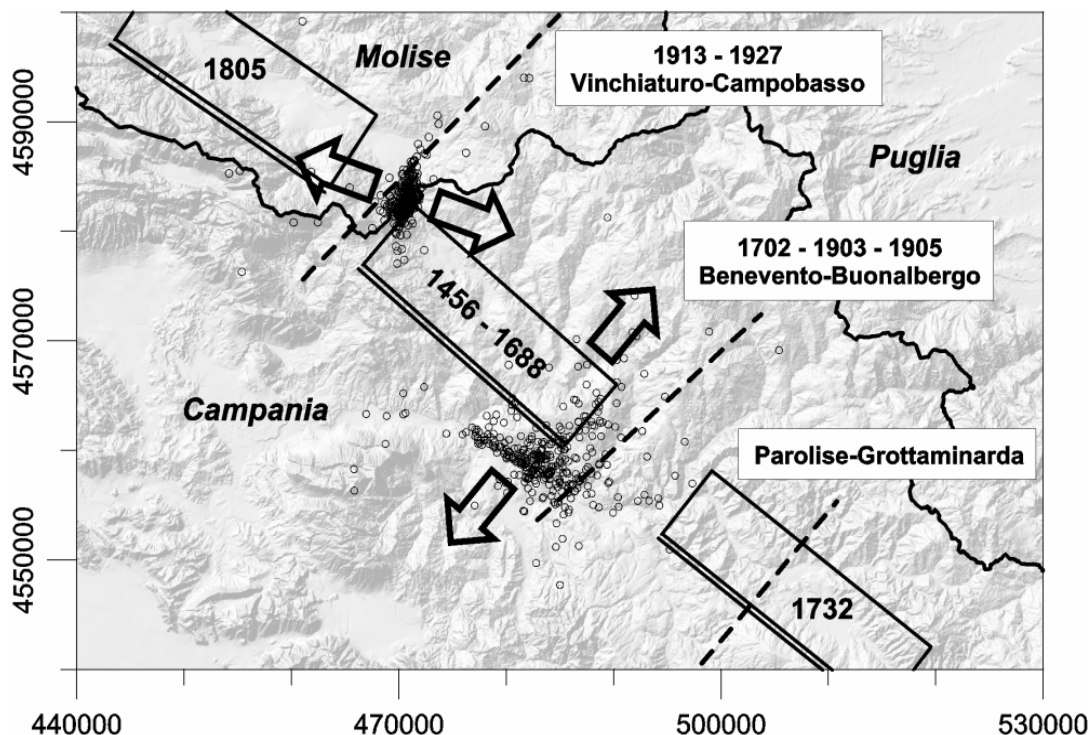 1805
Molise
1913 - 1927
Vinchiaturo-Campobasso
Puglia
1702 - 1903 - 1905
Benevento-Buonalbergo
1456 - 1688
Campania
Parolise-Grottaminarda
1732
4590000
4570000
4550000
440000
470000
500000
530000